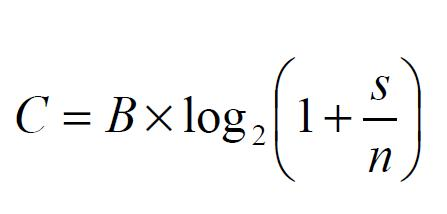 C = B × log₂(1 + s/n)